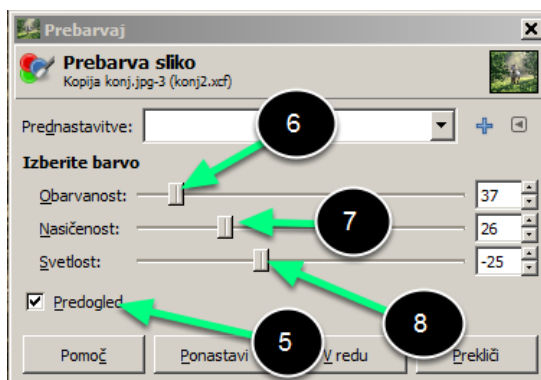 Prebarvaj
Prebarva sliko
Kopija konj.jpg-3 (konj2.xcf)
Prednastavitve:
6
Izberite barvo
Obarvanost: 37
Nasičenost: 7 26
Svetlost: -25
Predogled
8
5
Pomoč Ponastavi V redu Prekliči